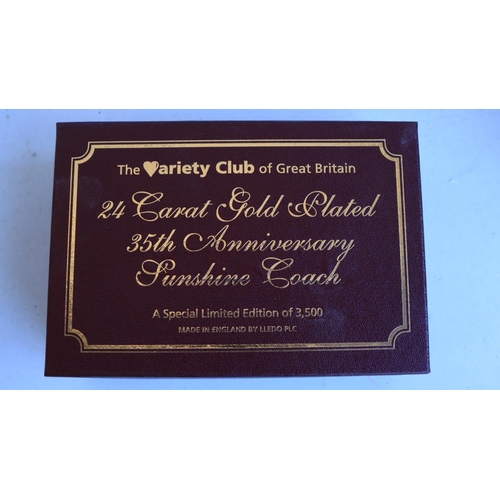 The Variety Club of Great Britain
24 Carat Gold Plated
35th Anniversary
Sunshine Coach
A Special Limited Edition of 3,500
MADE IN ENGLAND BY LLEDO PLC